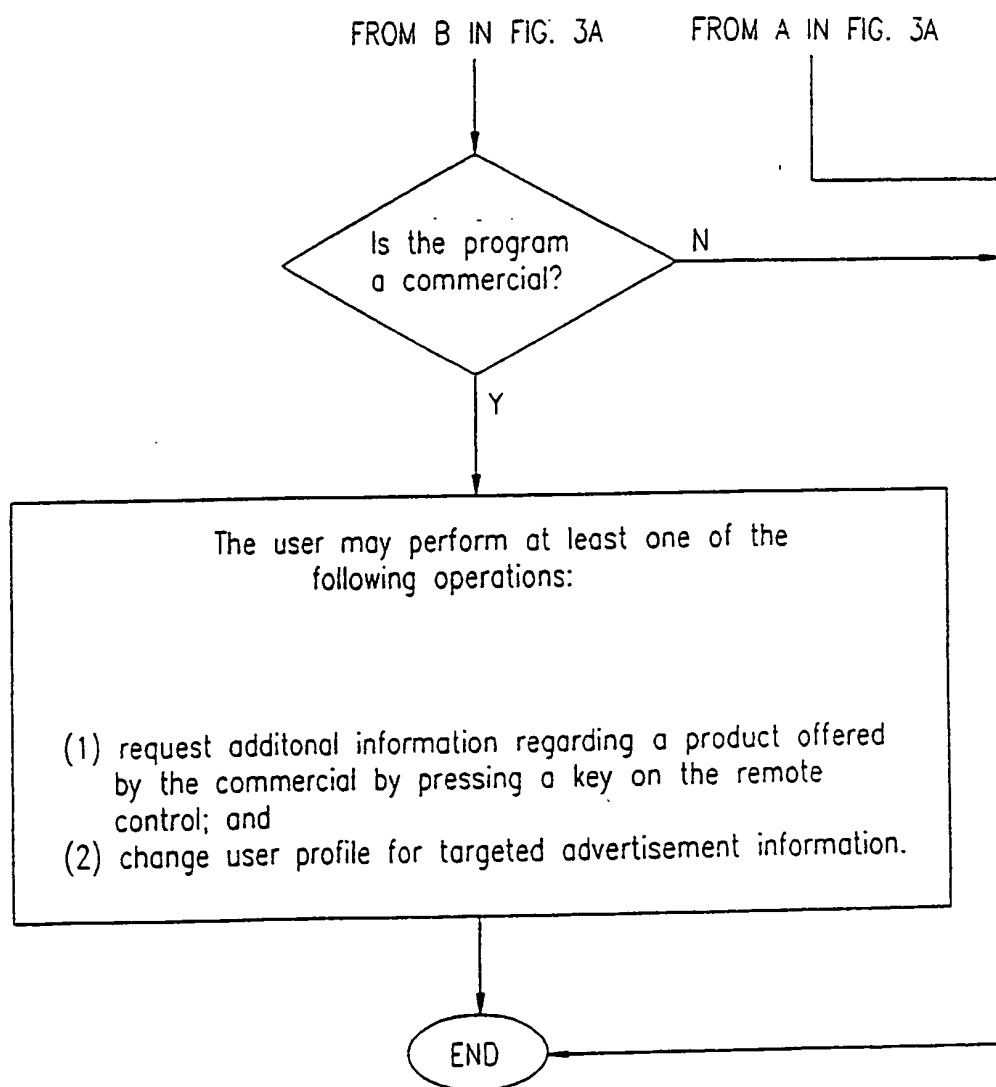 FROM B IN FIG. 3A
FROM A IN FIG. 3A
Is the program
a commercial?
N
Y
The user may perform at least one of the
following operations:
(1) request additonal information regarding a product offered
by the commercial by pressing a key on the remote
control; and
(2) change user profile for targeted advertisement information.
END